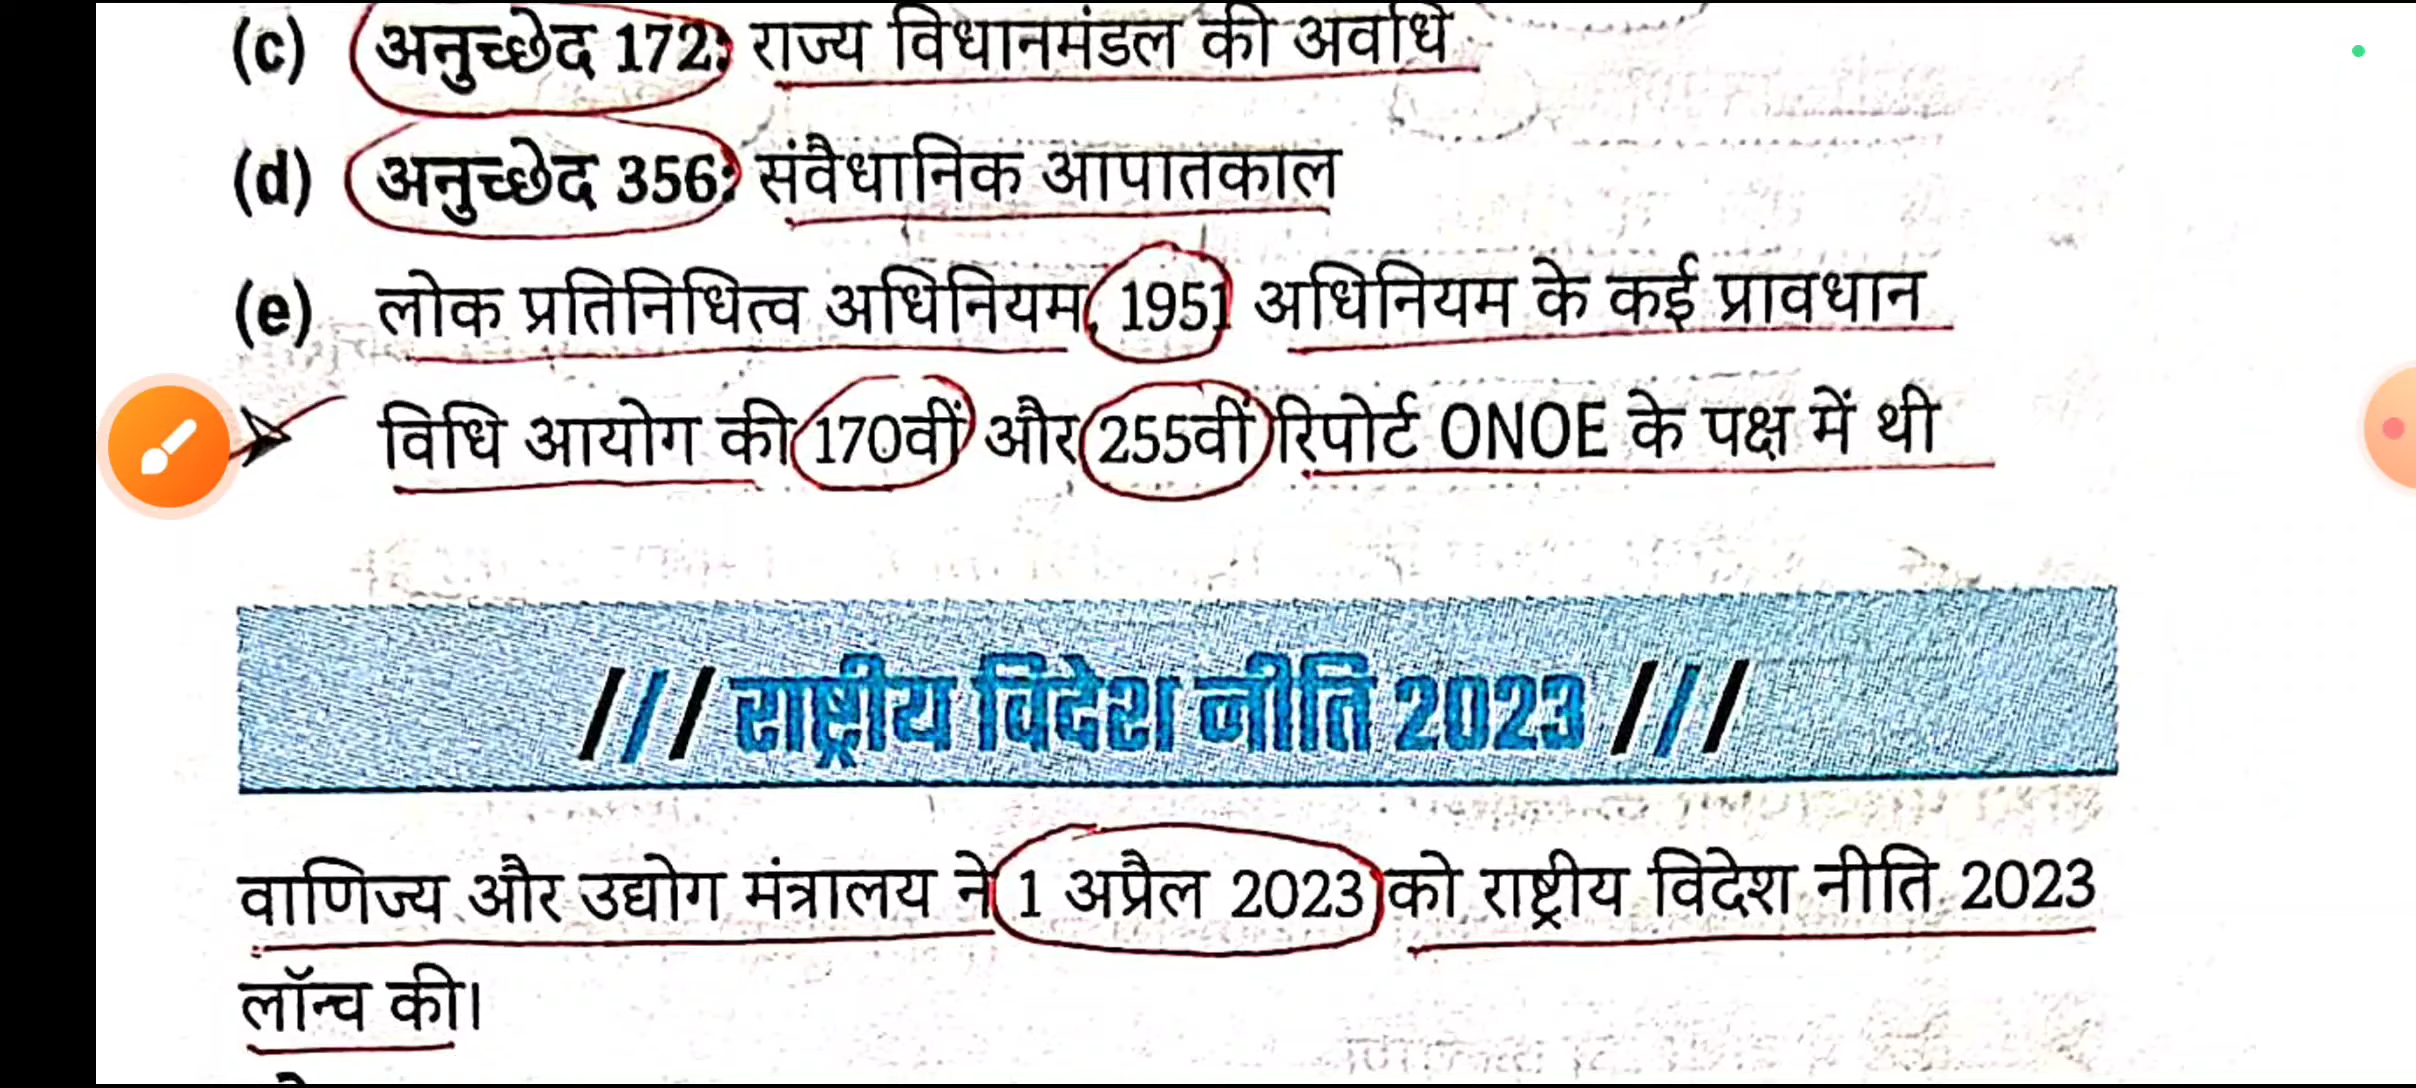 (c) अनुच्छेद 172: राज्य विधानमंडल की अवधि
(d) अनुच्छेद 356: संवैधानिक आपातकाल
(e) लोक प्रतिनिधित्व अधिनियम, 1951 अधिनियम के कई प्रावधान
विधि आयोग की 170वीं और 255वीं रिपोर्ट ONOE के पक्ष में थी
/// राष्ट्रीय विदेश नीति 2023 ///
वाणिज्य और उद्योग मंत्रालय ने 1 अप्रैल 2023 को राष्ट्रीय विदेश नीति 2023
लॉन्च की।